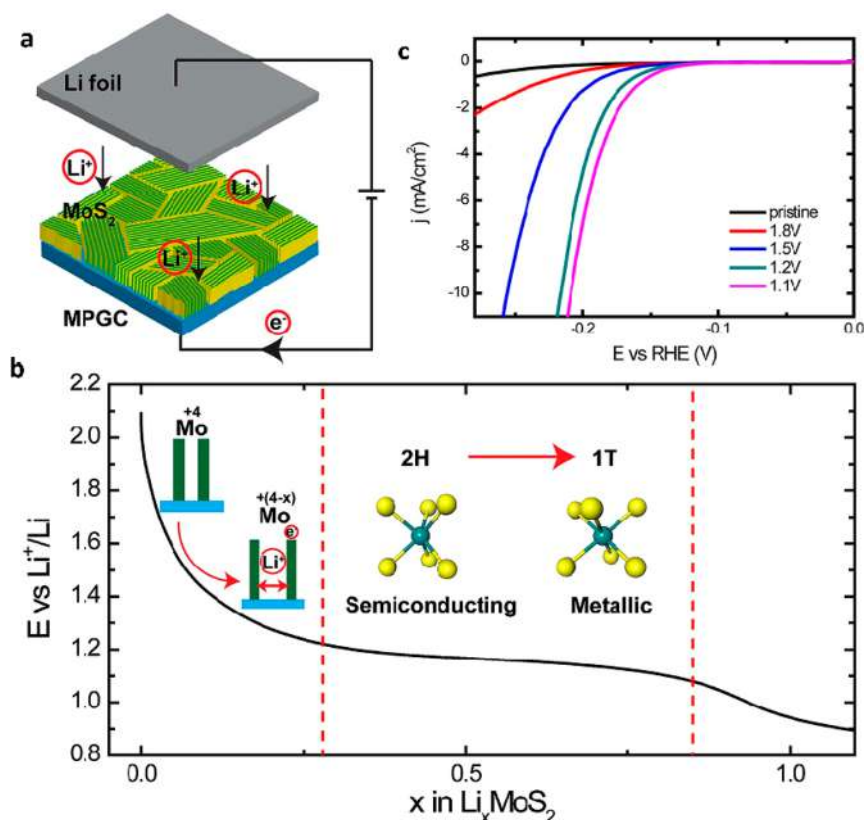 a
Li foil
Li⁺
Li⁺
MoS₂
Li⁺
MPGC
e⁻
c
0
-2
-4
-6
-8
-10
j (mA/cm²)
pristine
1.8V
1.5V
1.2V
1.1V
-0.2
-0.1
0.0
E vs RHE (V)
b
2.2
2.0
1.8
1.6
1.4
1.2
1.0
0.8
E vs Li⁺/Li
+4
Mo
+(4-x)
Mo
e⁻
Li⁺
2H
1T
Semiconducting
Metallic
0.0
0.5
1.0
x in LiₓMoS₂